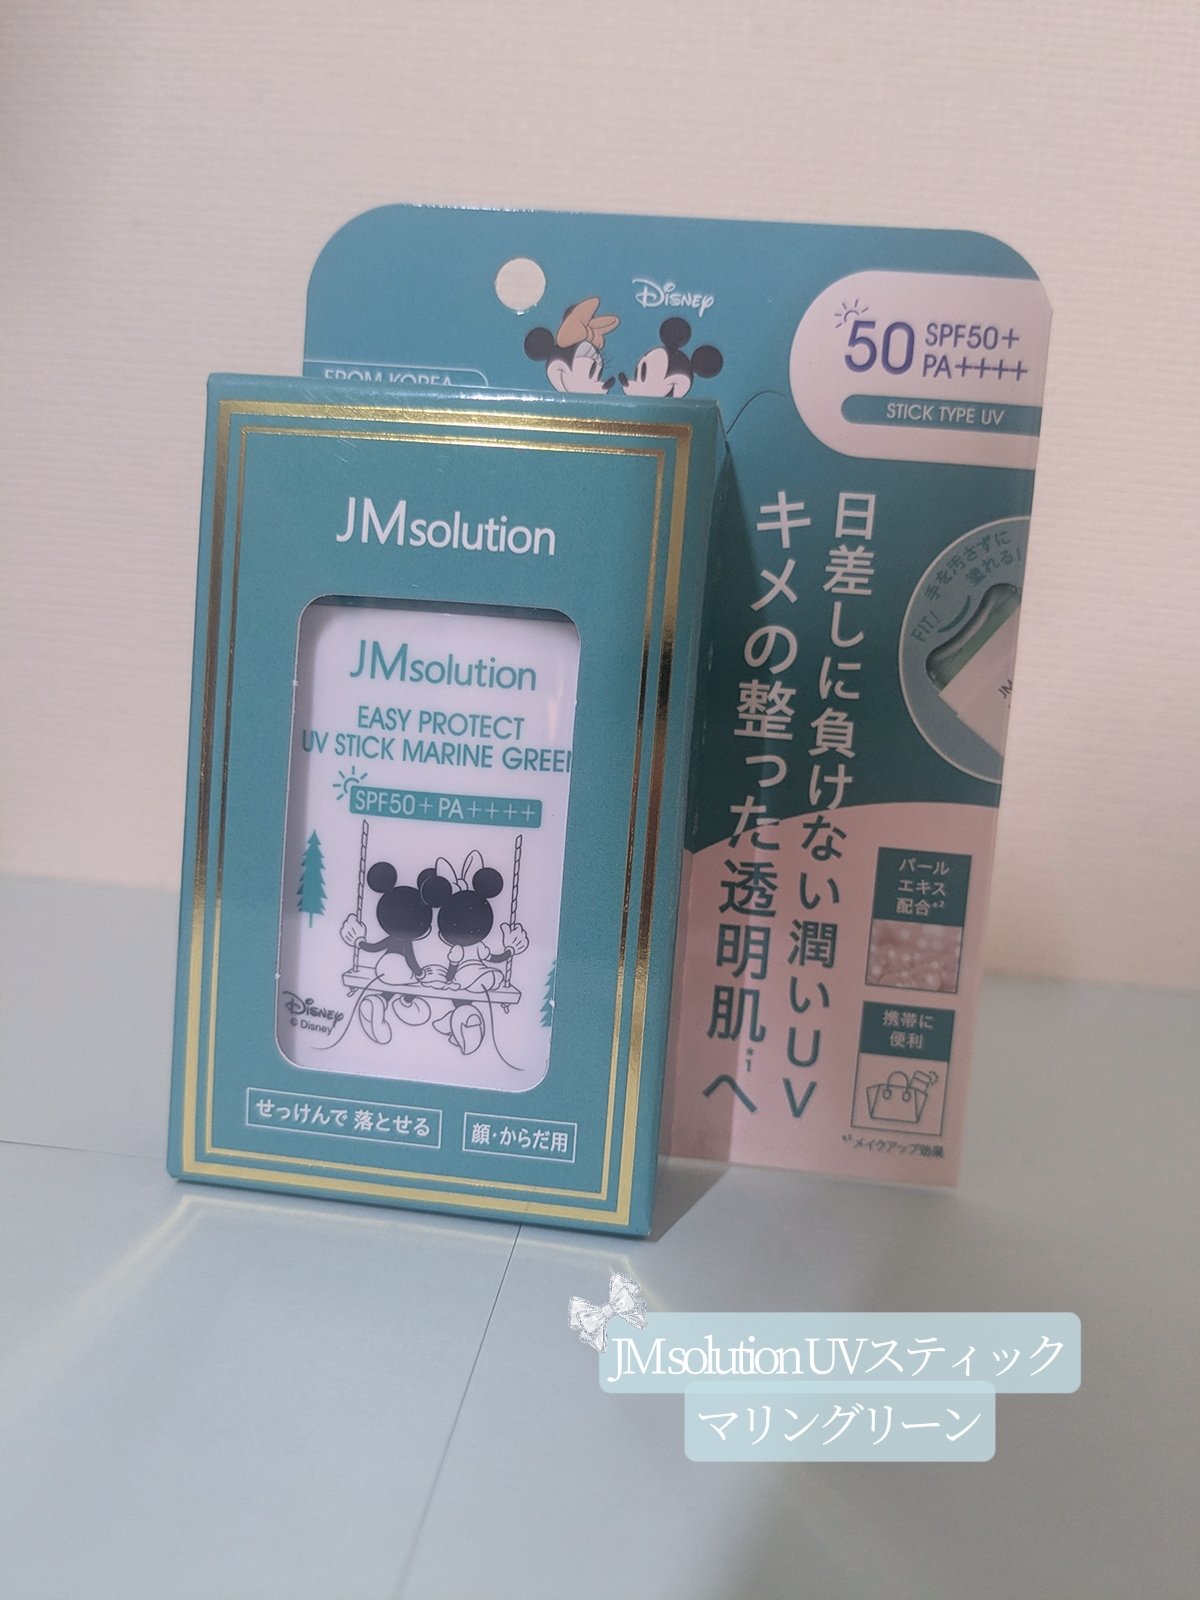 Disney
50 SPF50+
PA++++
STICK TYPE UV
FROM KOREA
日差しに負けない潤いUV
キメの整った透明肌*1へ
手を汚さずに
塗れる!
FIT!
JM
パール
エキス
配合*2
携帯に
便利
*1メイクアップ効果
JMsolution
JMsolution
EASY PROTECT
UV STICK MARINE GREEN
SPF50+ PA++++
Disney
© Disney
せっけんで 落とせる
顔・からだ用
JMsolution UVスティック
マリングリーン